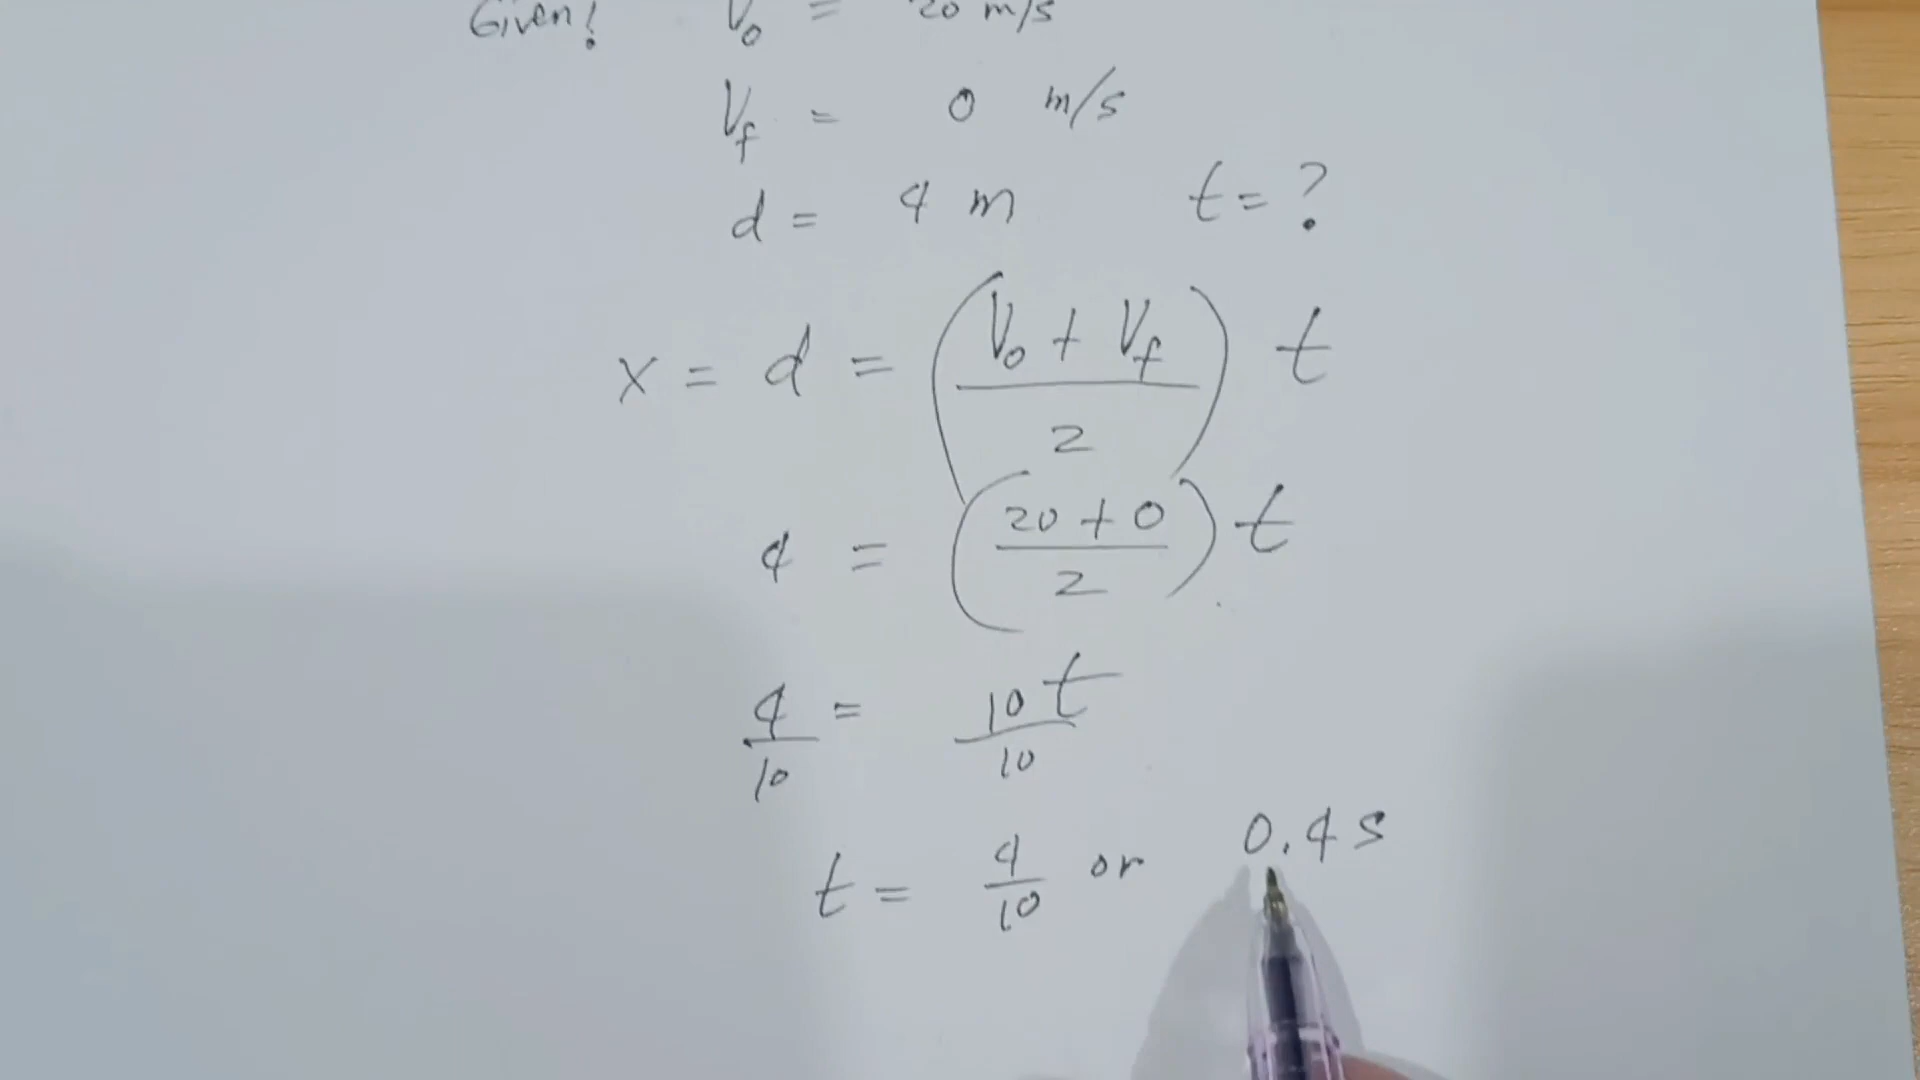 Given! V₀ = 20 m/s
V_f = 0 m/s
d = 4 m t = ?
x = d = ((V₀ + V_f)/2) t
4 = ((20 + 0)/2) t
4/10 = 10t/10
t = 4/10 or 0.4 s